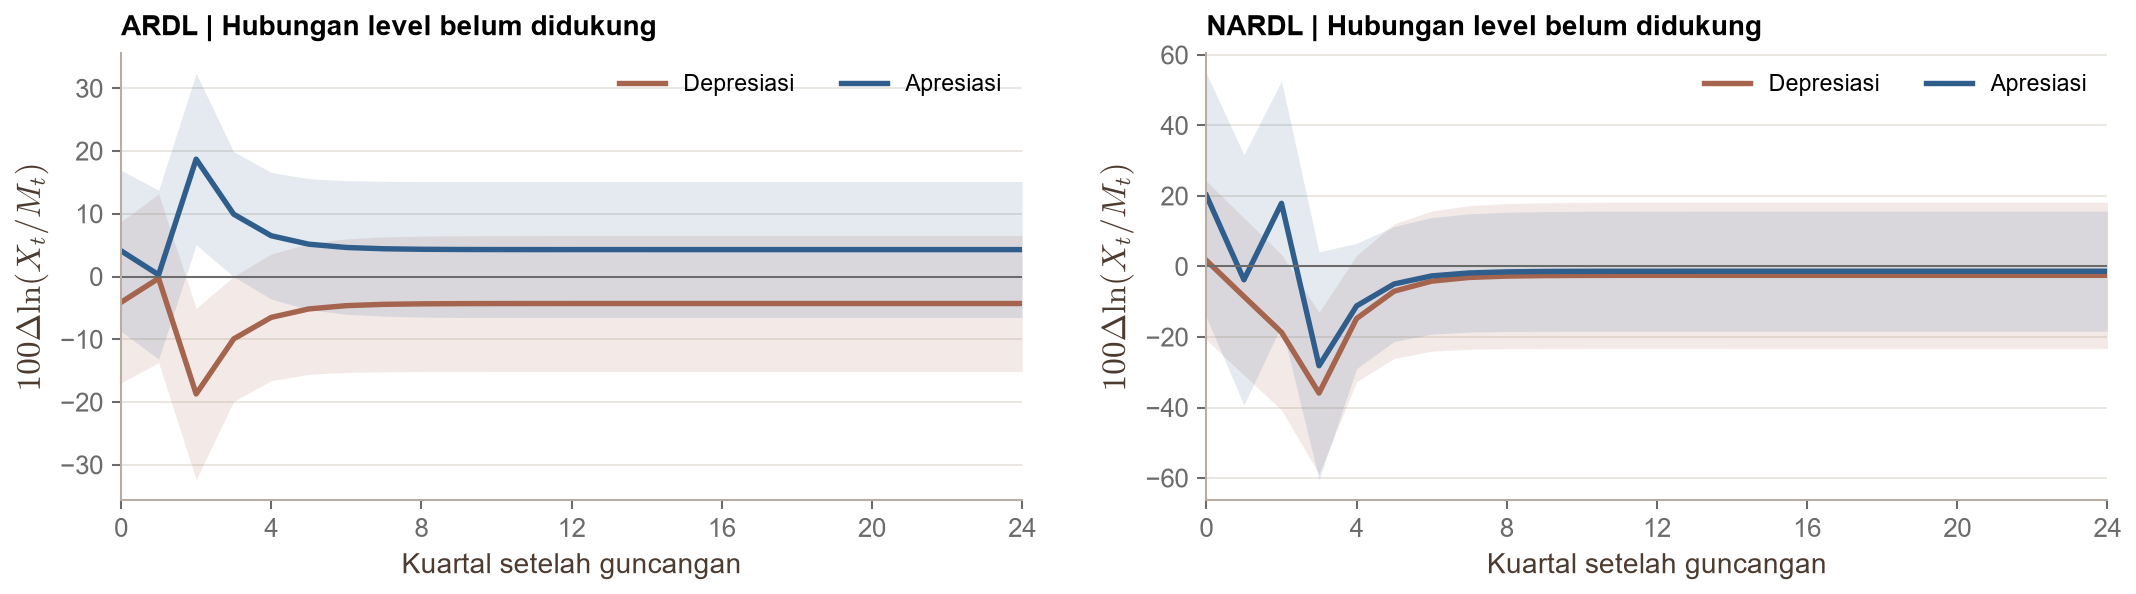 ARDL | Hubungan level belum didukung
Depresiasi
Apresiasi
30
20
10
0
−10
−20
−30
100Δln(X_t/M_t)
0 4 8 12 16 20 24
Kuartal setelah guncangan
NARDL | Hubungan level belum didukung
Depresiasi
Apresiasi
60
40
20
0
−20
−40
−60
100Δln(X_t/M_t)
0 4 8 12 16 20 24
Kuartal setelah guncangan